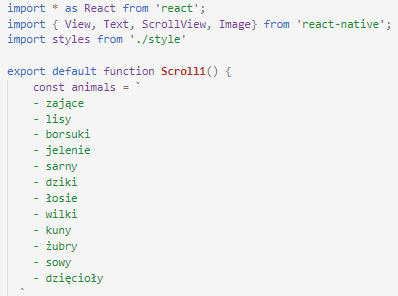 import * as React from 'react';
import { View, Text, ScrollView, Image} from 'react-native';
import styles from './style'

export default function Scroll1() {
    const animals = `
    - zające
    - lisy
    - borsuki
    - jelenie
    - sarny
    - dziki
    - łosie
    - wilki
    - kuny
    - żubry
    - sowy
    - dzięcioły
  `